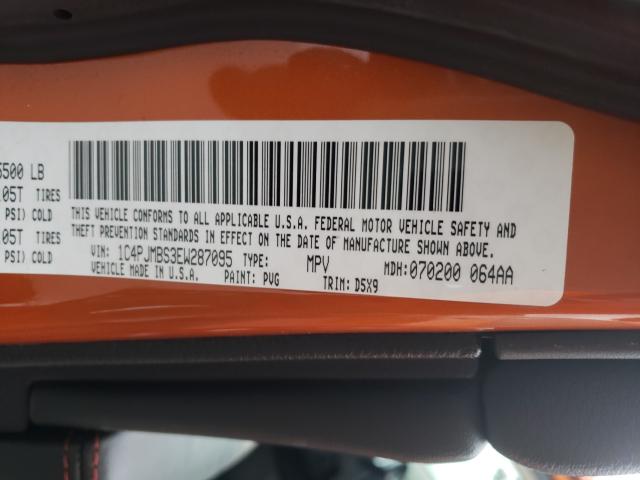 5500 LB
.05T TIRES
PSI) COLD
.05T TIRES
PSI) COLD
THIS VEHICLE CONFORMS TO ALL APPLICABLE U.S.A. FEDERAL MOTOR VEHICLE SAFETY AND
THEFT PREVENTION STANDARDS IN EFFECT ON THE DATE OF MANUFACTURE SHOWN ABOVE.
VIN: 1C4PJMBS3EW287095 TYPE: MPV MDH:070200 064AA
VEHICLE MADE IN U.S.A. PAINT: PVG TRIM: D5X9